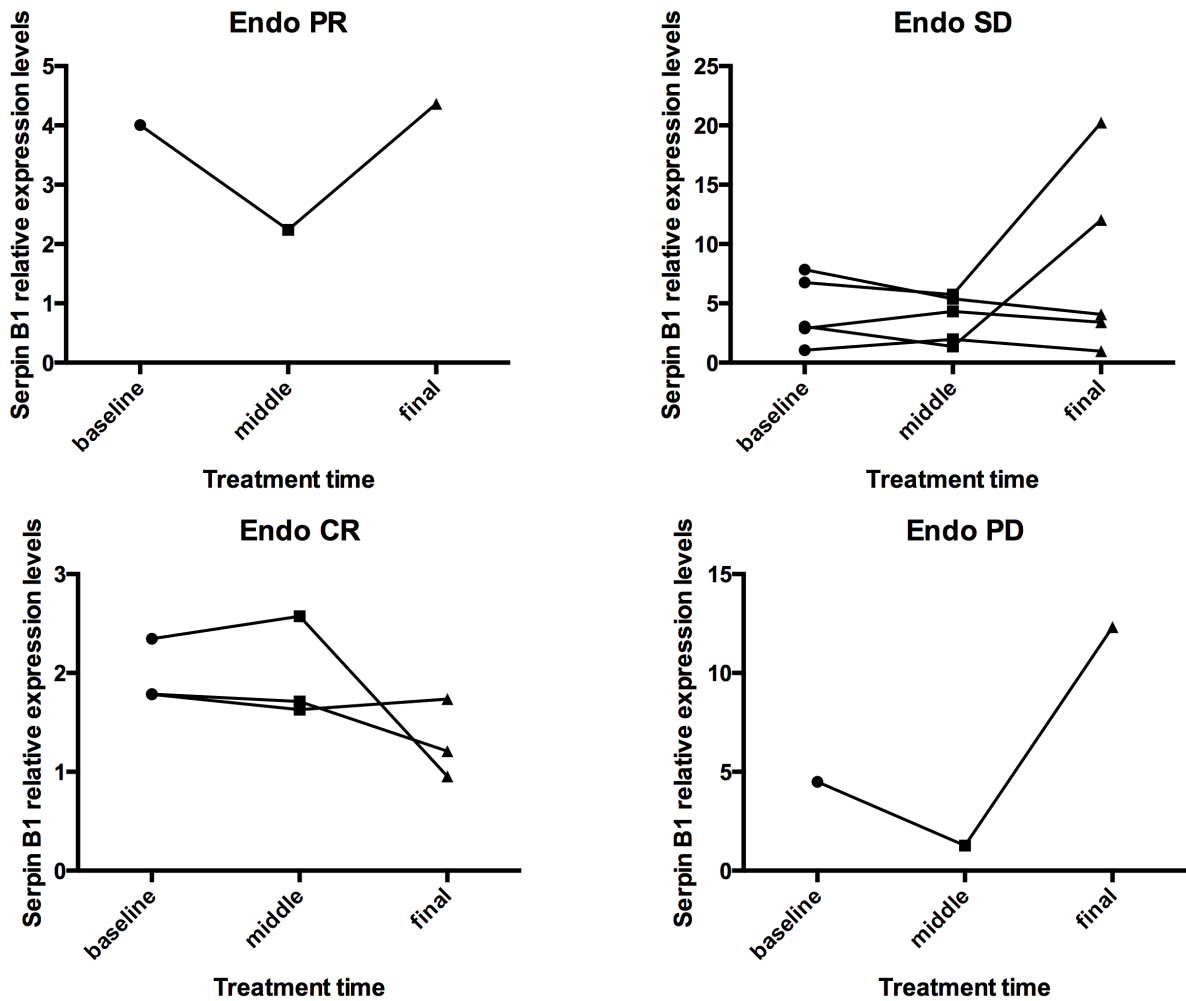 Endo PR
Serpin B1 relative expression levels
5
4
3
2
1
0
baseline
middle
final
Treatment time
Endo SD
Serpin B1 relative expression levels
25
20
15
10
5
0
baseline
middle
final
Treatment time
Endo CR
Serpin B1 relative expression levels
3
2
1
0
baseline
middle
final
Treatment time
Endo PD
Serpin B1 relative expression levels
15
10
5
0
baseline
middle
final
Treatment time